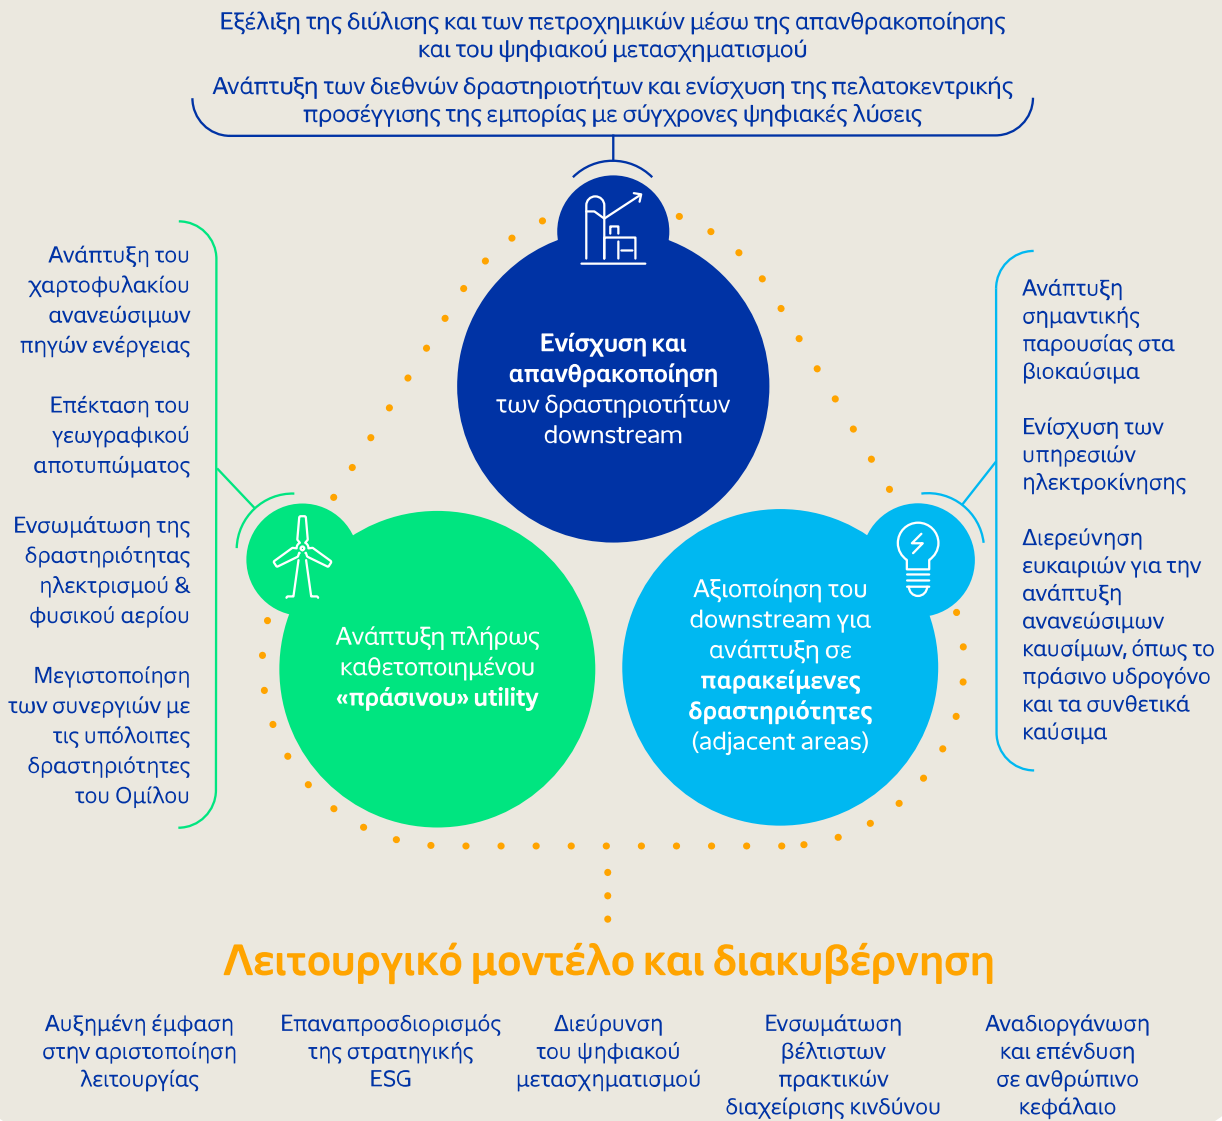 Εξέλιξη της διύλισης και των πετροχημικών μέσω της απανθρακοποίησης
και του ψηφιακού μετασχηματισμού
Ανάπτυξη των διεθνών δραστηριοτήτων και ενίσχυση της πελατοκεντρικής
προσέγγισης της εμπορίας με σύγχρονες ψηφιακές λύσεις
Ενίσχυση και
απανθρακοποίηση
των δραστηριοτήτων
downstream
Ανάπτυξη του
χαρτοφυλακίου
ανανεώσιμων
πηγών ενέργειας
Επέκταση του
γεωγραφικού
αποτυπώματος
Ενσωμάτωση της
δραστηριότητας
ηλεκτρισμού &
φυσικού αερίου
Μεγιστοποίηση
των συνεργιών με
τις υπόλοιπες
δραστηριότητες
του Ομίλου
Ανάπτυξη πλήρως
καθετοποιημένου
«πράσινου» utility
Αξιοποίηση του
downstream για
ανάπτυξη σε
παρακείμενες
δραστηριότητες
(adjacent areas)
Ανάπτυξη
σημαντικής
παρουσίας στα
βιοκαύσιμα
Ενίσχυση των
υπηρεσιών
ηλεκτροκίνησης
Διερεύνηση
ευκαιριών για την
ανάπτυξη
ανανεώσιμων
καυσίμων, όπως το
πράσινο υδρογόνο
και τα συνθετικά
καύσιμα
Λειτουργικό μοντέλο και διακυβέρνηση
Αυξημένη έμφαση
στην αριστοποίηση
λειτουργίας
Επαναπροσδιορισμός
της στρατηγικής
ESG
Διεύρυνση
του ψηφιακού
μετασχηματισμού
Ενσωμάτωση
βέλτιστων
πρακτικών
διαχείρισης κινδύνου
Αναδιοργάνωση
και επένδυση
σε ανθρώπινο
κεφάλαιο